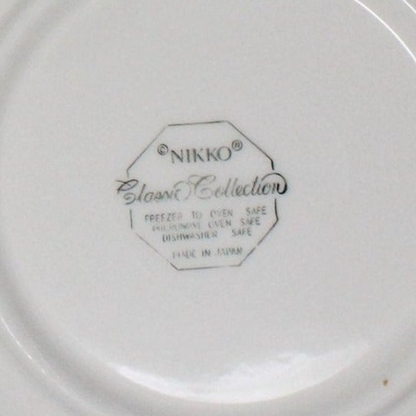 ©NIKKO®
Classic Collection
FREEZER TO OVEN SAFE
MICROWAVE OVEN SAFE
DISHWASHER SAFE
MADE IN JAPAN